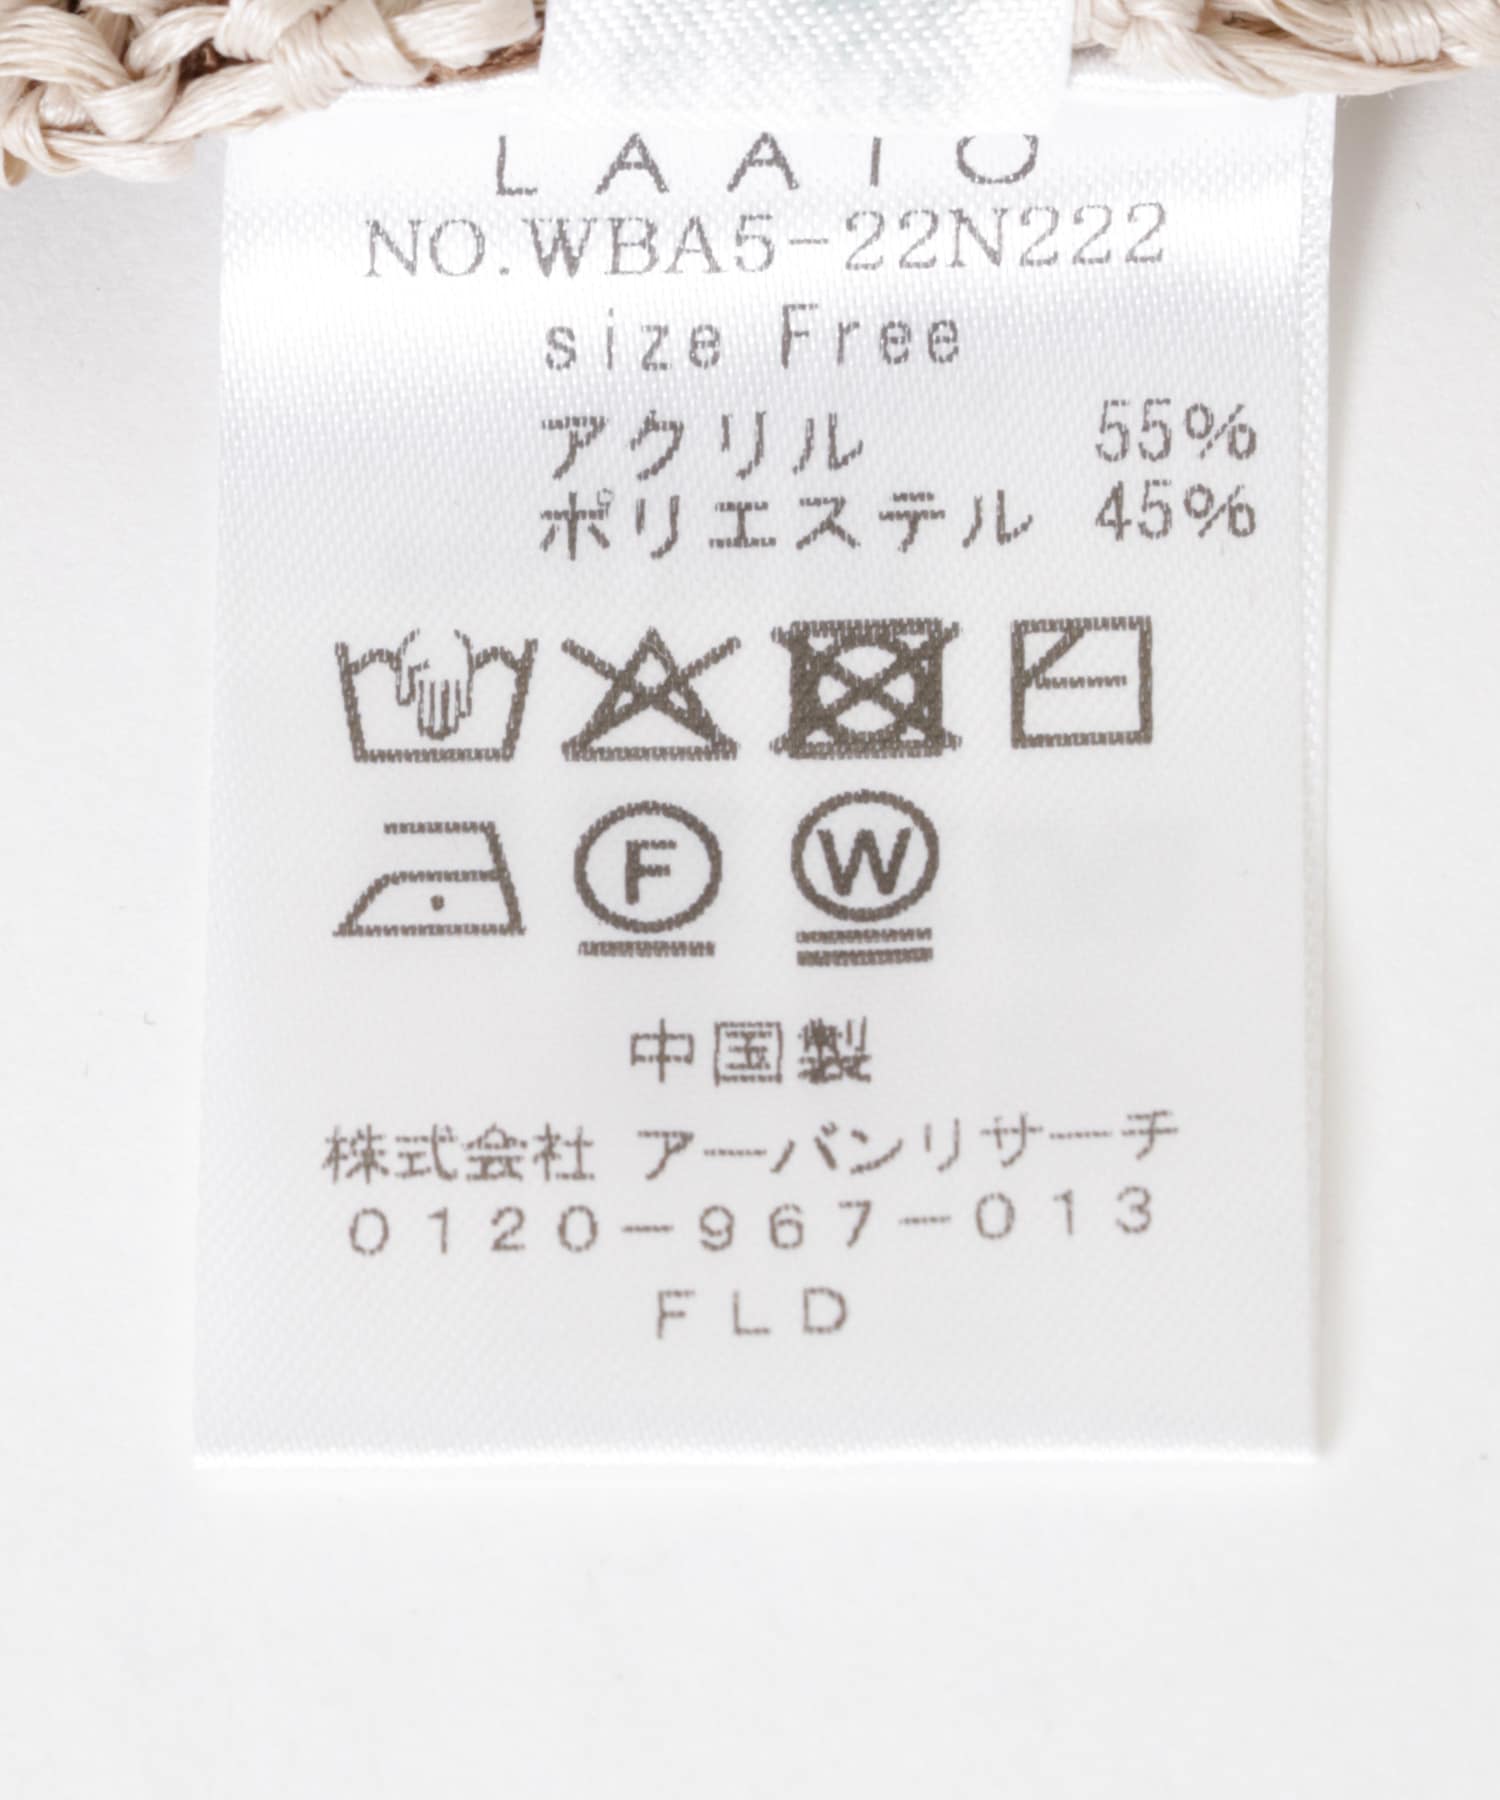 LAAIO
NO.WBA5-22N222
size Free
アクリル 55%
ポリエステル 45%
F W
中国製
株式会社 アーバンリサーチ
0120-967-013
FLD